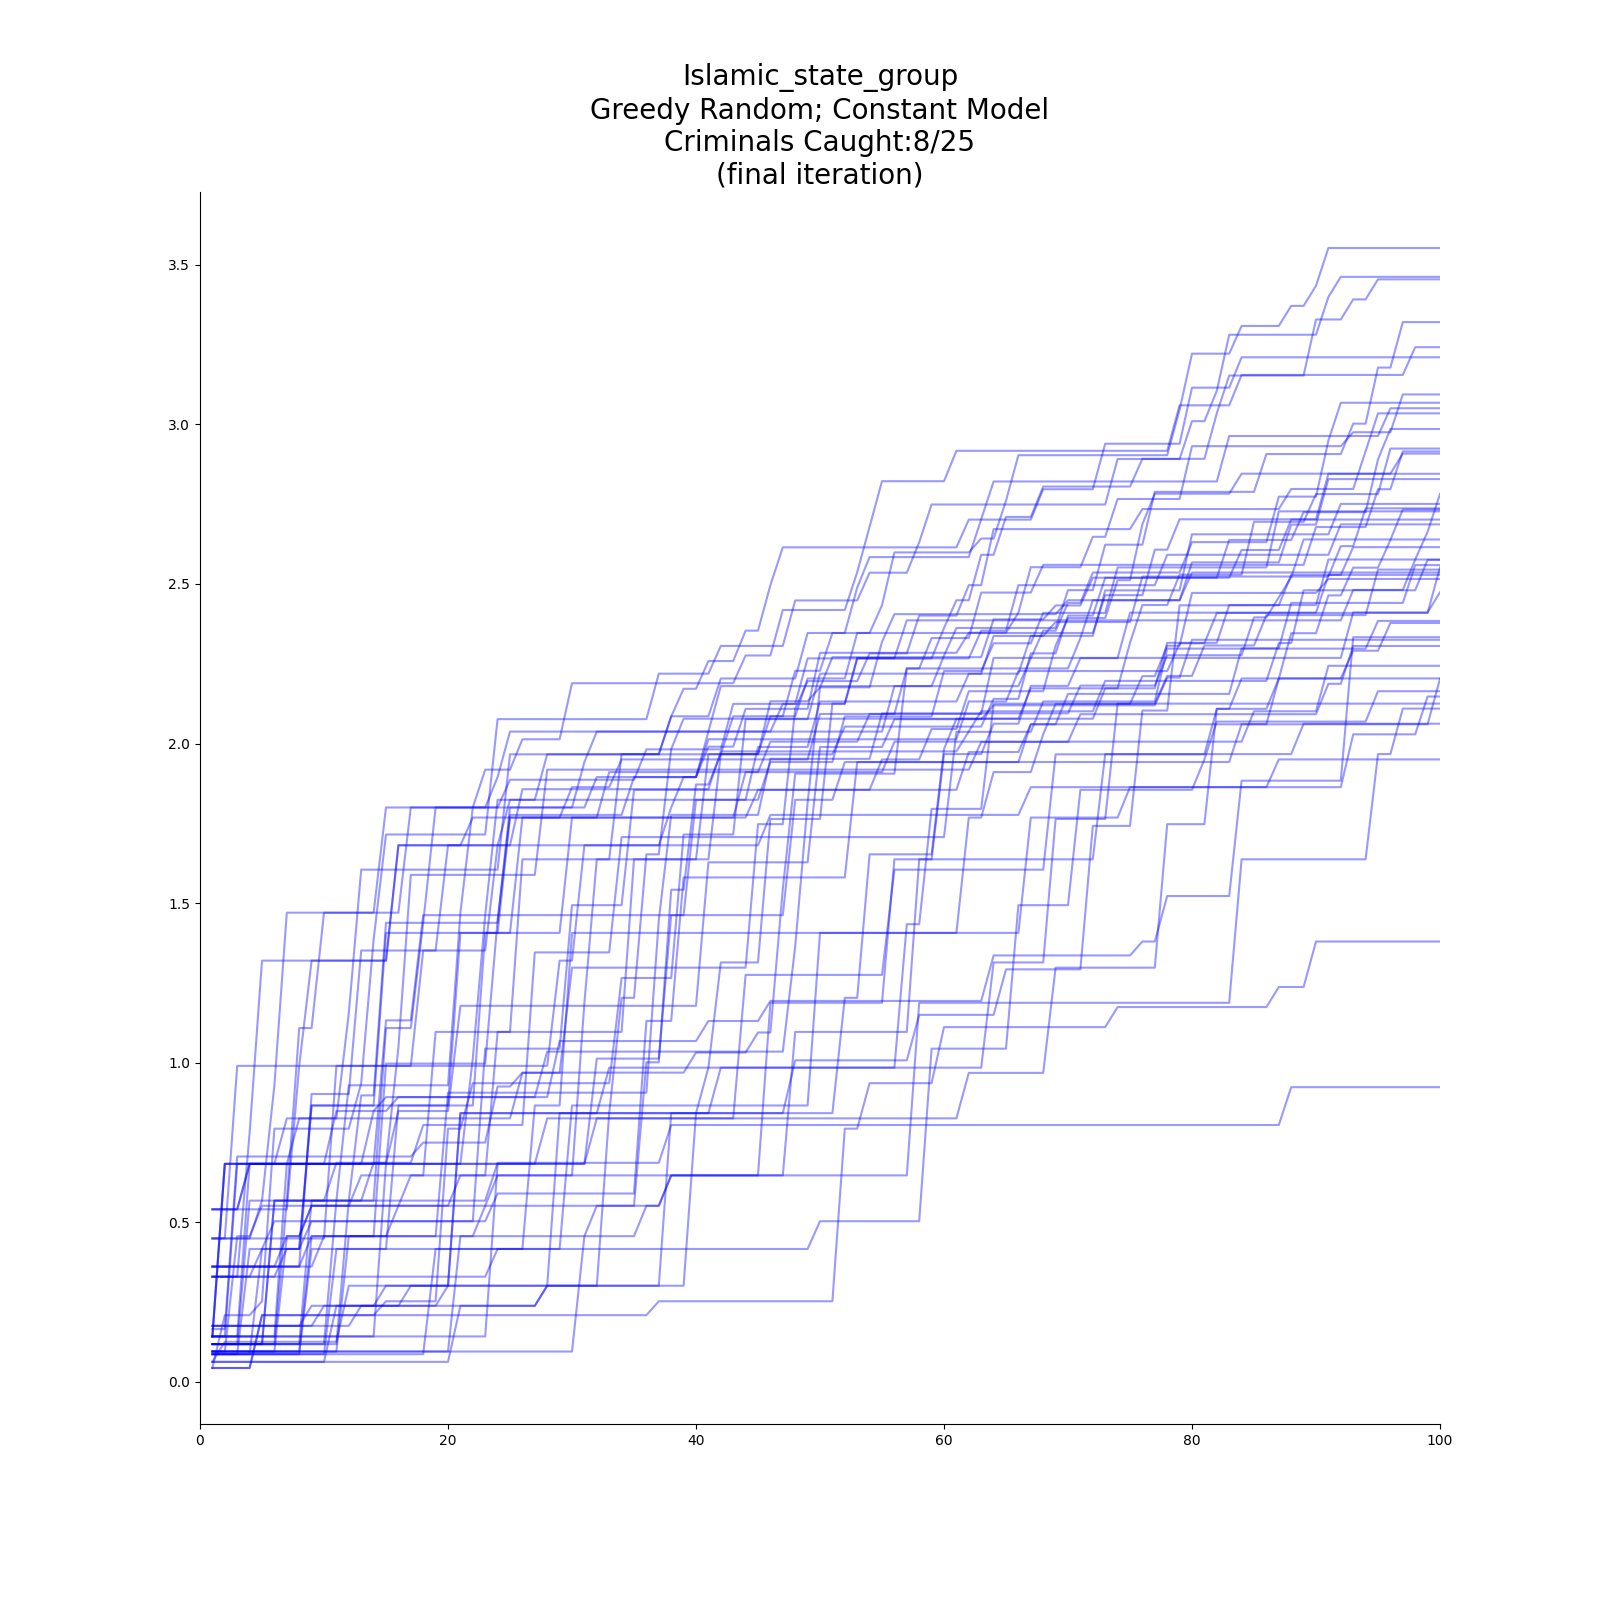 Islamic_state_group
Greedy Random; Constant Model
Criminals Caught:8/25
(final iteration)
3.5
3.0
2.5
2.0
1.5
1.0
0.5
0.0
0 20 40 60 80 100